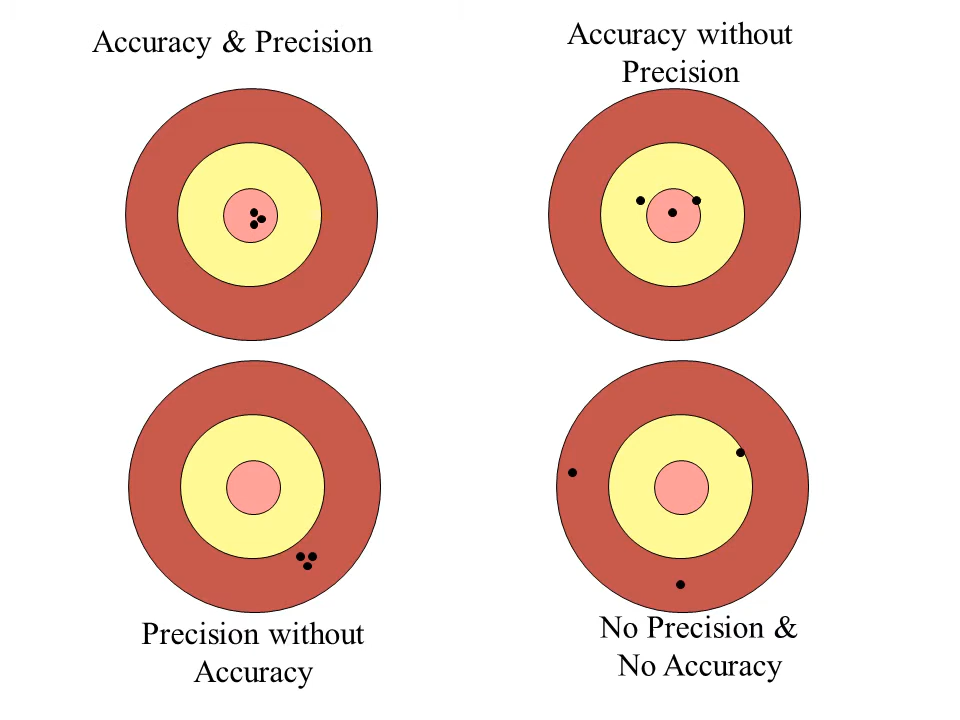 Accuracy & Precision
Accuracy without
Precision
Precision without
Accuracy
No Precision &
No Accuracy